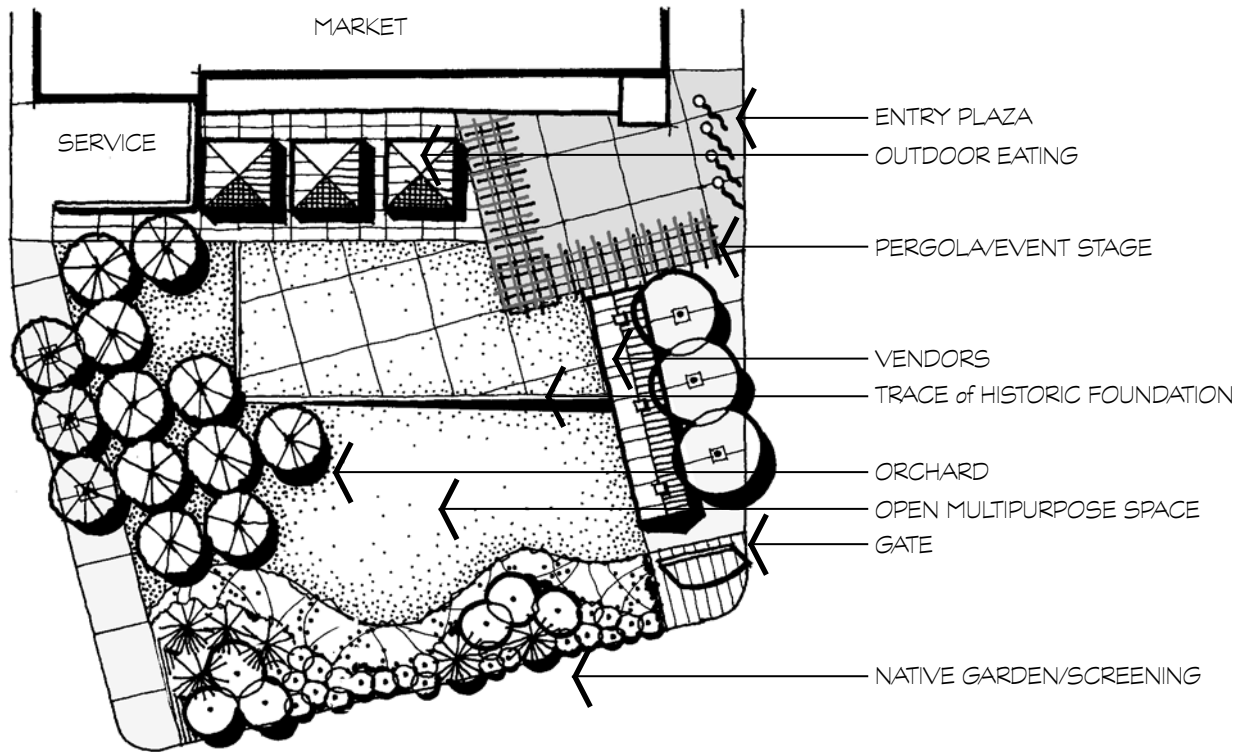 MARKET
SERVICE
ENTRY PLAZA
OUTDOOR EATING
PERGOLA/EVENT STAGE
VENDORS
TRACE of HISTORIC FOUNDATION
ORCHARD
OPEN MULTIPURPOSE SPACE
GATE
NATIVE GARDEN/SCREENING